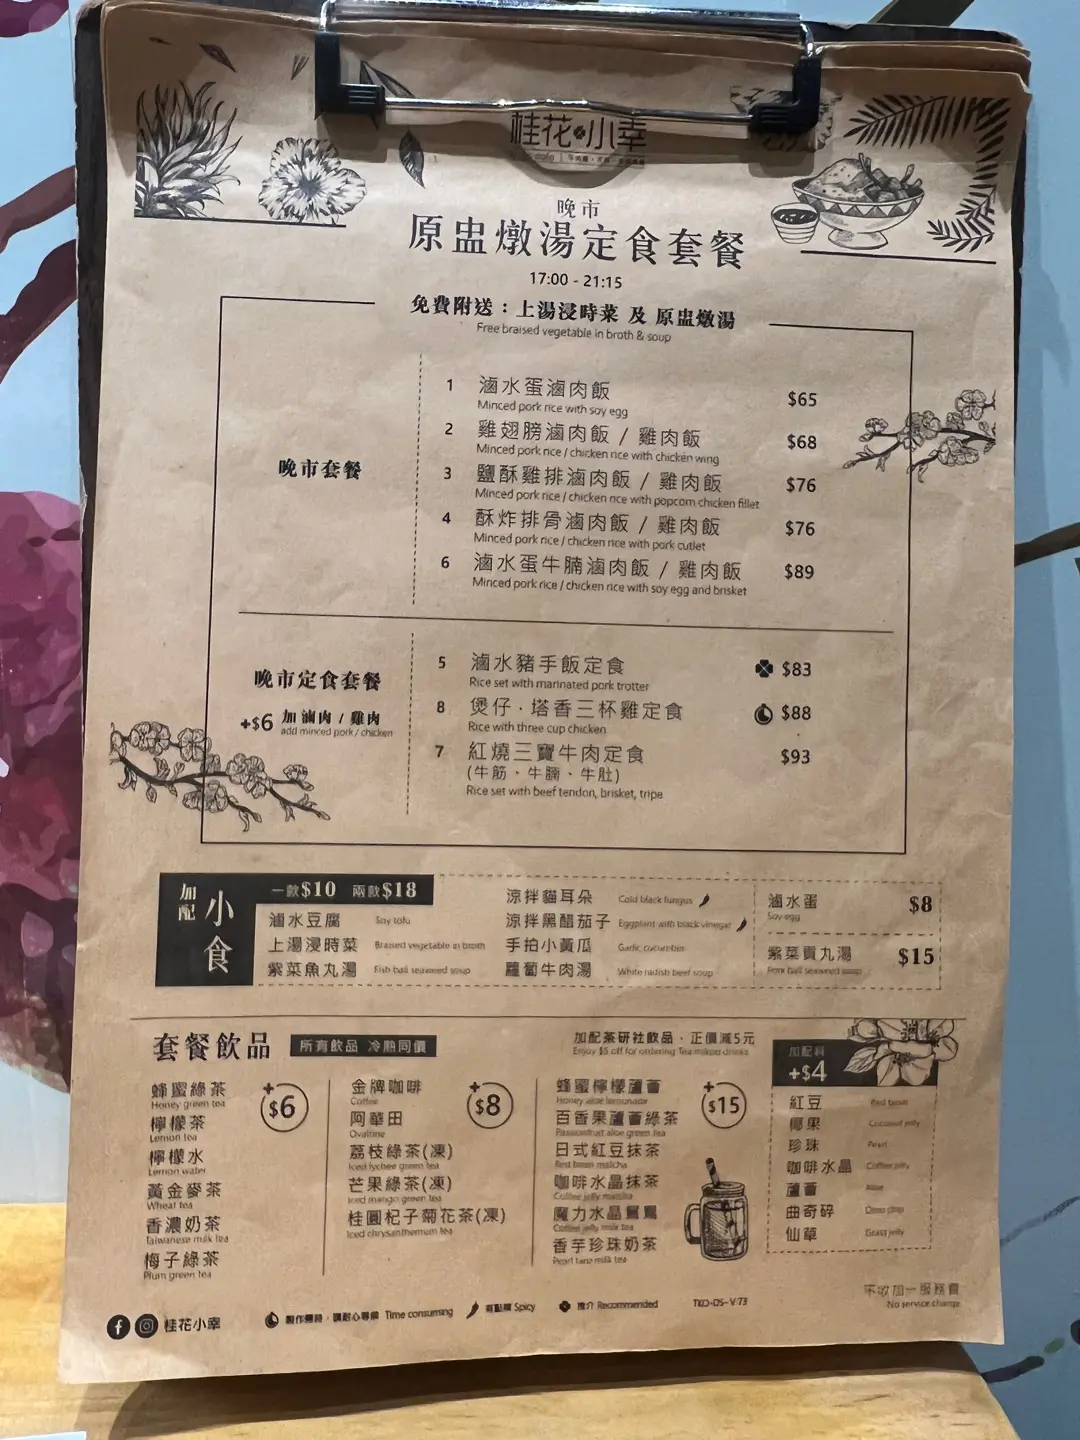 桂花小幸
晚市
原盅燉湯定食套餐
17:00 - 21:15
免費附送：上湯浸時菜 及 原盅燉湯
Free braised vegetable in broth & soup
晚市套餐
1 滷水蛋滷肉飯 $65
Minced pork rice with soy egg
2 雞翅膀滷肉飯 / 雞肉飯 $68
Minced pork rice / chicken rice with chicken wing
3 鹽酥雞排滷肉飯 / 雞肉飯 $76
Minced pork rice / chicken rice with popcorn chicken fillet
4 酥炸排骨滷肉飯 / 雞肉飯 $76
Minced pork rice / chicken rice with pork cutlet
6 滷水蛋牛腩滷肉飯 / 雞肉飯 $89
Minced pork rice / chicken rice with soy egg and brisket
晚市定食套餐
+$6 加滷肉 / 雞肉
add minced pork / chicken
5 滷水豬手飯定食 $83
Rice set with marinated pork trotter
8 煲仔·塔香三杯雞定食 $88
Rice with three cup chicken
7 紅燒三寶牛肉定食 $93
(牛筋、牛腩、牛肚)
Rice set with beef tendon, brisket, tripe
加配小食
一款$10 兩款$18
滷水豆腐 Soy tofu
上湯浸時菜 Braised vegetable in broth
紫菜魚丸湯 Fish ball seaweed soup
涼拌貓耳朵 Cold black fungus
涼拌黑醋茄子 Eggplant with black vinegar
手拍小黃瓜 Garlic cucumber
蘿蔔牛肉湯 White radish beef soup
滷水蛋 $8
Soy egg
紫菜貢丸湯 $15
Pork ball seaweed soup
套餐飲品 所有飲品 冷熱同價
加配茶研社飲品，正價減5元
Enjoy $5 off for ordering Tea drinks
+$6
蜂蜜綠茶
Honey green tea
檸檬茶
Lemon tea
檸檬水
Lemon water
黃金麥茶
Wheat tea
香濃奶茶
Taiwanese milk tea
梅子綠茶
Plum green tea
+$8
金牌咖啡
Coffee
阿華田
Ovaltine
荔枝綠茶(凍)
Iced lychee green tea
芒果綠茶(凍)
Iced mango green tea
桂圓杞子菊花茶(凍)
Iced chrysanthemum tea
+$15
蜂蜜檸檬蘆薈
Honey aloe lemonade
百香果蘆薈綠茶
Passionfruit aloe green tea
日式紅豆抹茶
Red bean matcha
咖啡水晶抹茶
Coffee jelly matcha
魔力水晶鴛鴦
Coffee jelly milk tea
香芋珍珠奶茶
Pearl taro milk tea
加配料
+$4
紅豆 Red bean
椰果 Coconut jelly
珍珠 Pearl
咖啡水晶 Coffee jelly
蘆薈 Aloe
曲奇碎 Oreo chip
仙草 Grass jelly
不收加一服務費
No service charge
桂花小幸
製作需時，請耐心等候 Time consuming
有點辣 Spicy
推介 Recommended
TKO-DS-V73